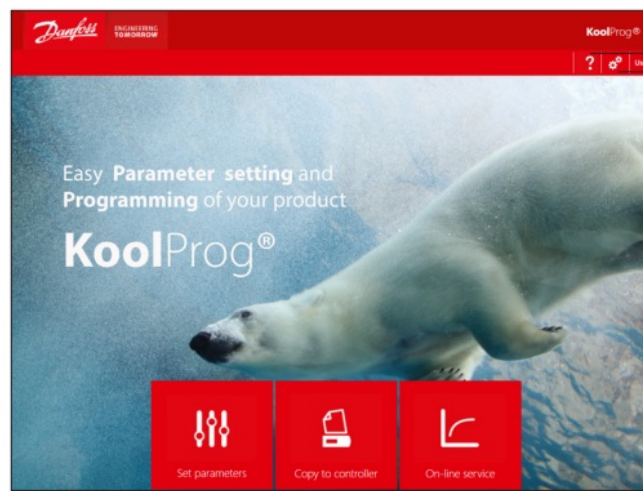 Danfoss
ENGINEERING
TOMORROW
KoolProg®
?
Easy Parameter setting and
Programming of your product
KoolProg®
Set parameters
Copy to controller
On-line service